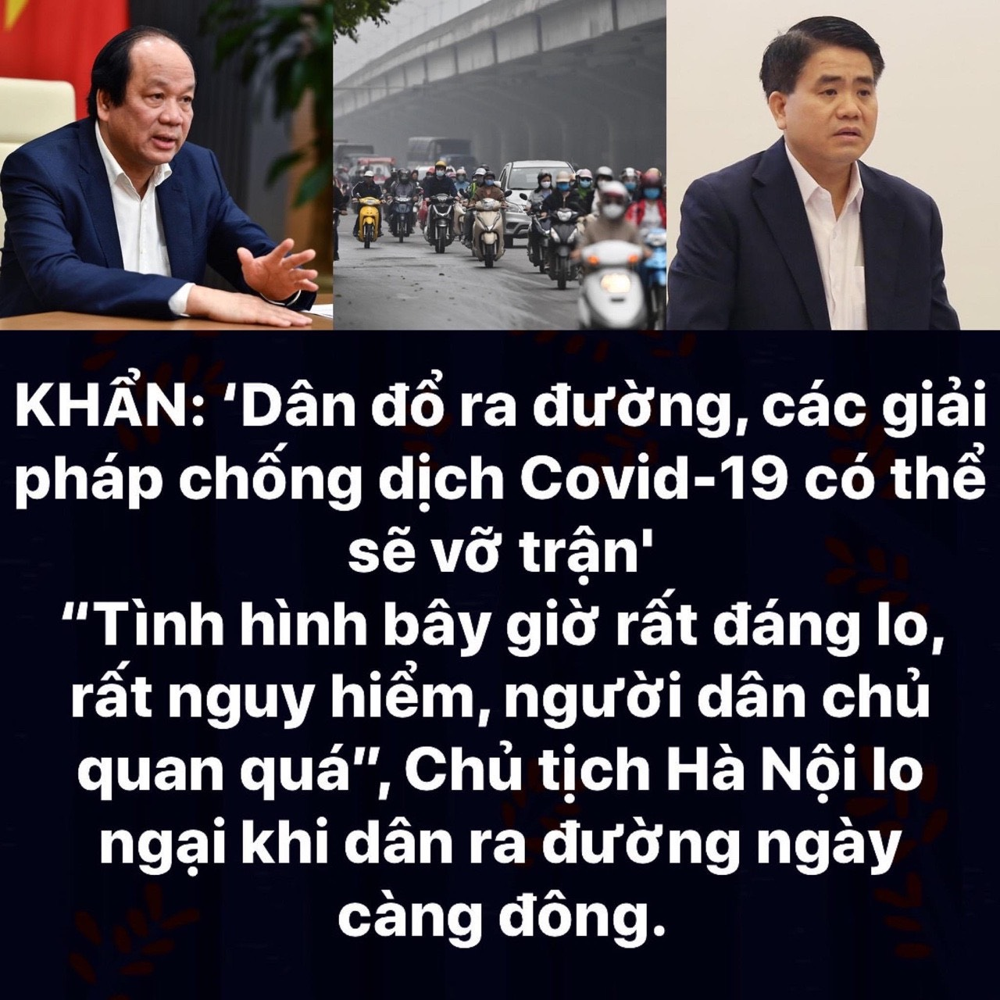 KHẨN: ‘Dân đổ ra đường, các giải
pháp chống dịch Covid-19 có thể
sẽ vỡ trận'
“Tình hình bây giờ rất đáng lo,
rất nguy hiểm, người dân chủ
quan quá”, Chủ tịch Hà Nội lo
ngại khi dân ra đường ngày
càng đông.